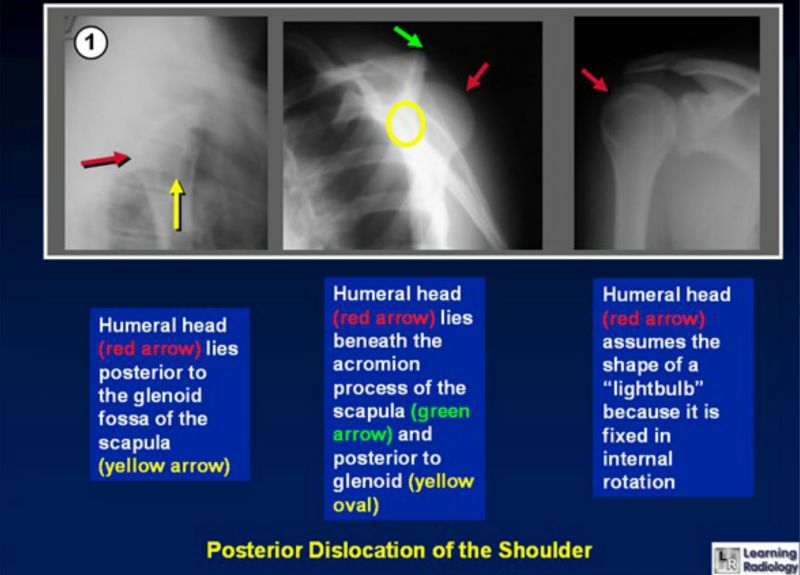 1
Humeral head
(red arrow) lies
posterior to
the glenoid
fossa of the
scapula
(yellow arrow)
Humeral head
(red arrow) lies
beneath the
acromion
process of the
scapula (green
arrow) and
posterior to
glenoid (yellow
oval)
Humeral head
(red arrow)
assumes the
shape of a
“lightbulb”
because it is
fixed in
internal
rotation
Posterior Dislocation of the Shoulder
LR
Learning
Radiology